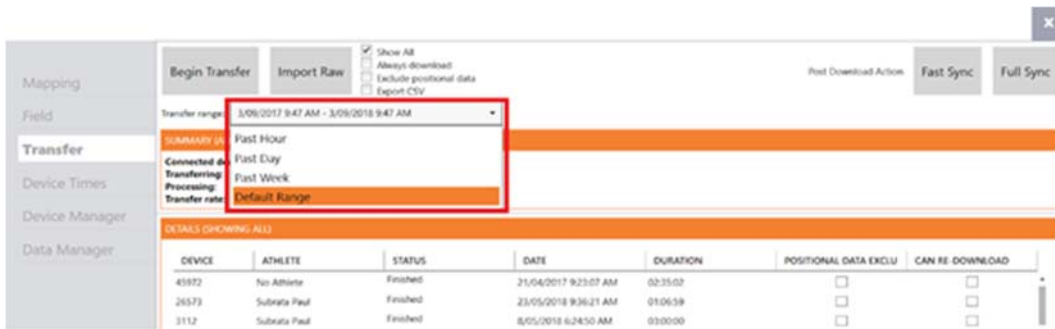 x
Mapping
Field
Transfer
Device Times
Device Manager
Data Manager
Begin Transfer
Import Raw
Show All
Always download
Exclude positional data
Export CSV
Post Download Action
Fast Sync
Full Sync
Transfer range: 3/09/2017 9:47 AM - 3/09/2018 9:47 AM
Past Hour
Past Day
Past Week
Default Range
SUMMARY (A
Connected de
Transferring:
Processing:
Transfer rate:
DETAILS (SHOWING ALL)
DEVICE ATHLETE STATUS DATE DURATION POSITIONAL DATA EXCLU CAN RE-DOWNLOAD
45972 No Athlete Finished 21/04/2017 9:23:07 AM 02:35:02
26573 Subrata Paul Finished 23/05/2018 9:36:21 AM 01:06:59
3112 Subrata Paul Finished 8/05/2018 6:24:50 AM 03:00:00